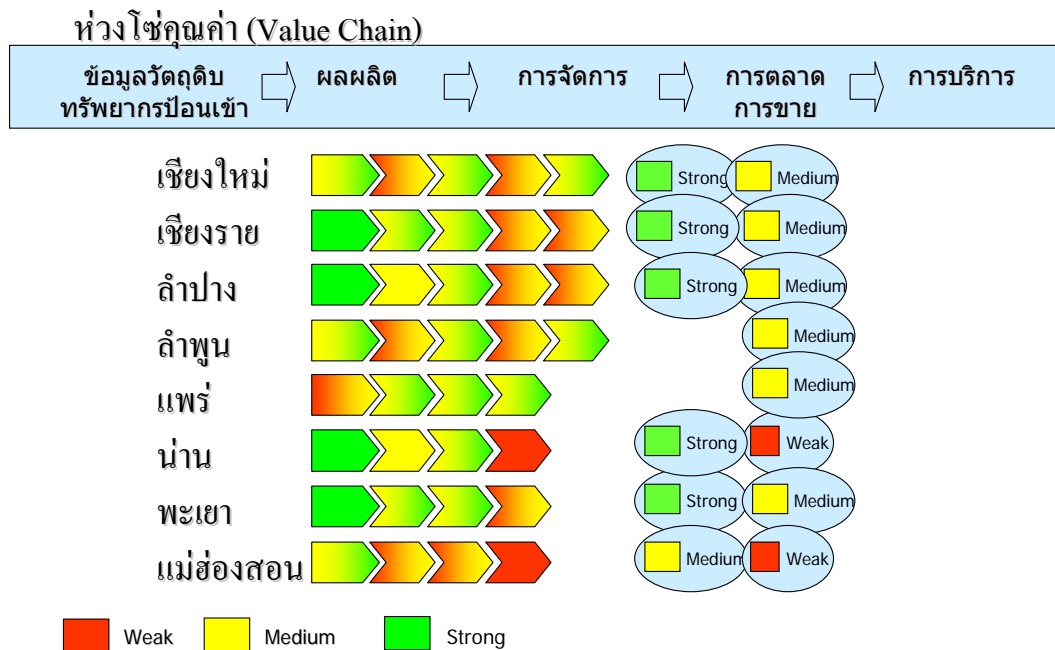 ห่วงโซ่คุณค่า (Value Chain)
ข้อมูลวัตถุดิบ
ทรัพยากรป้อนเข้า
ผลผลิต
การจัดการ
การตลาด
การขาย
การบริการ
เชียงใหม่ Strong Medium
เชียงราย Strong Medium
ลำปาง Strong Medium
ลำพูน Medium
แพร่ Medium
น่าน Strong Weak
พะเยา Strong Medium
แม่ฮ่องสอน Medium Weak
Weak Medium Strong